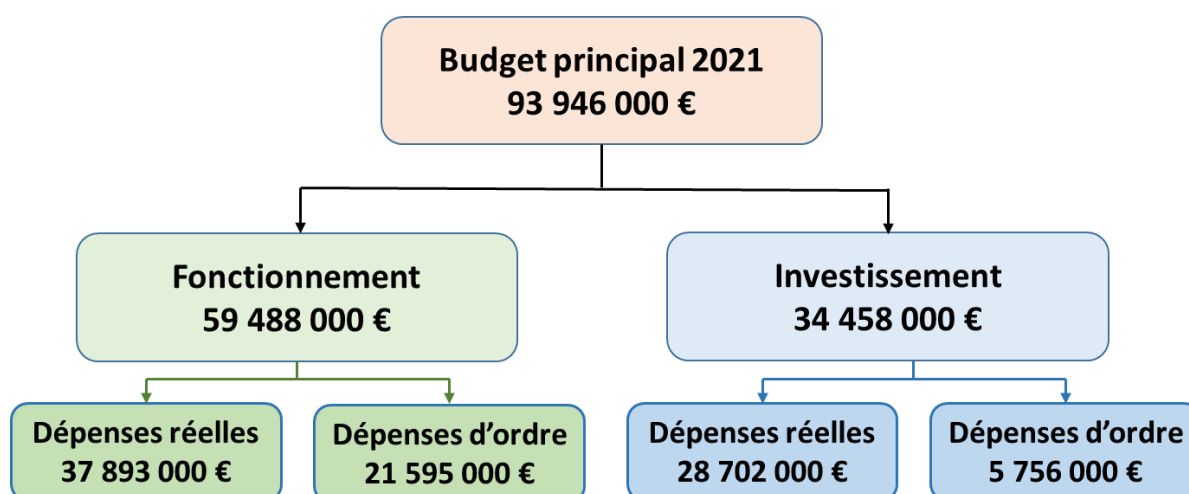 Budget principal 2021
93 946 000 €
Fonctionnement
59 488 000 €
Investissement
34 458 000 €
Dépenses réelles
37 893 000 €
Dépenses d’ordre
21 595 000 €
Dépenses réelles
28 702 000 €
Dépenses d’ordre
5 756 000 €